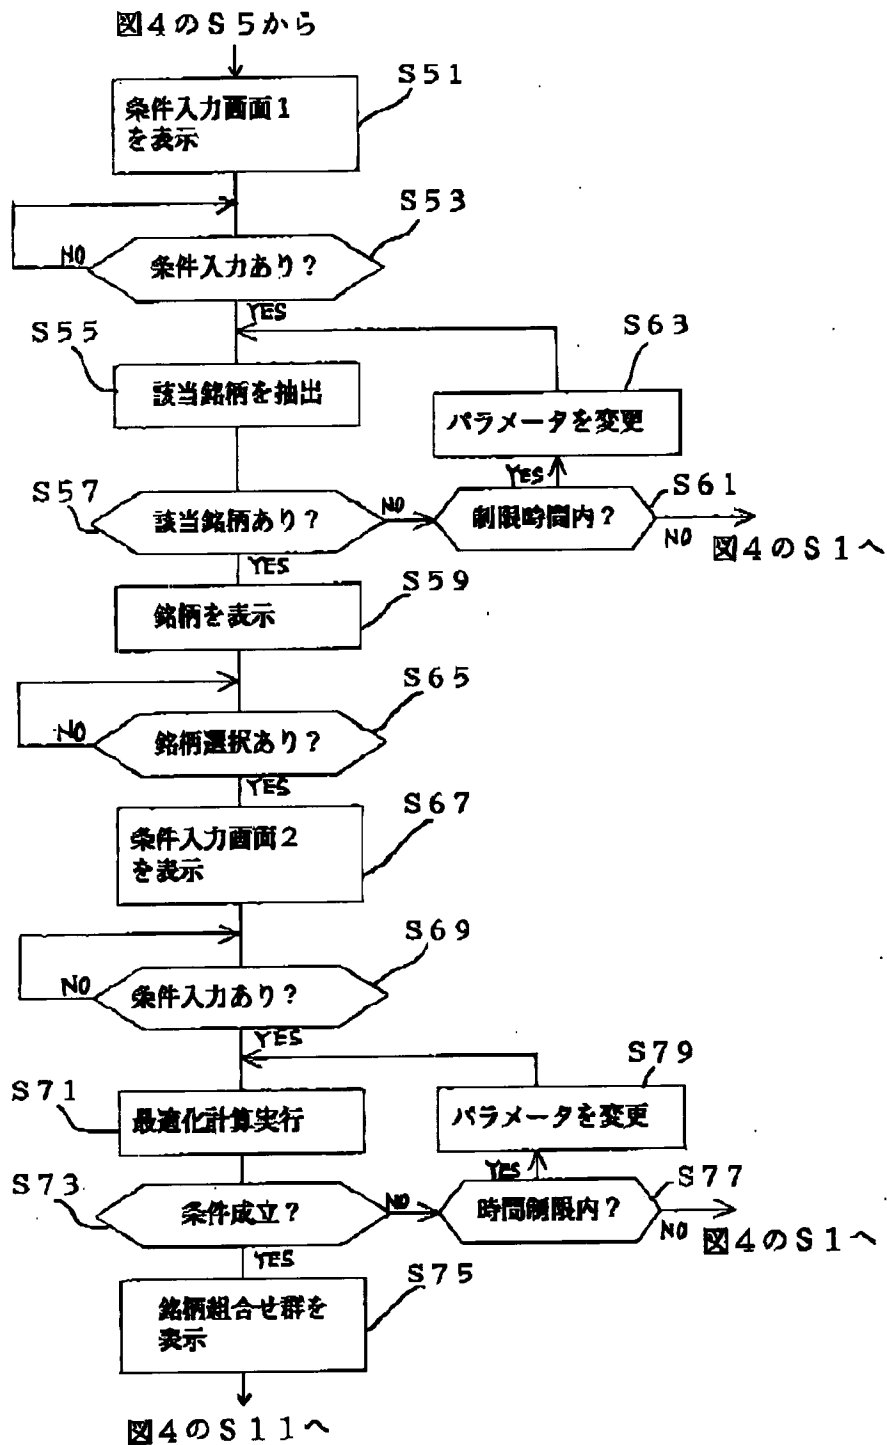 図4のS5から
S51
条件入力画面1
を表示
S53
NO
条件入力あり？
YES
S55
S63
該当銘柄を抽出
パラメータを変更
S57
YES
S61
該当銘柄あり？
NO
制限時間内？
NO
図4のS1へ
YES
S59
銘柄を表示
S65
NO
銘柄選択あり？
YES
S67
条件入力画面2
を表示
S69
NO
条件入力あり？
YES
S79
S71
最適化計算実行
パラメータを変更
S73
YES
S77
条件成立？
NO
時間制限内？
NO
図4のS1へ
YES
S75
銘柄組合せ群を
表示
図4のS11へ